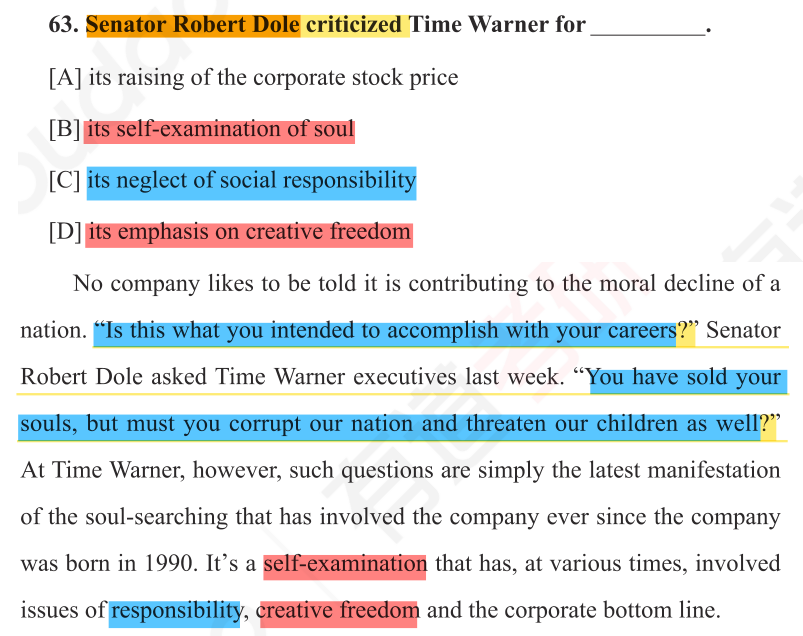 63. Senator Robert Dole criticized Time Warner for __________.
[A] its raising of the corporate stock price
[B] its self-examination of soul
[C] its neglect of social responsibility
[D] its emphasis on creative freedom
No company likes to be told it is contributing to the moral decline of a
nation. “Is this what you intended to accomplish with your careers?” Senator
Robert Dole asked Time Warner executives last week. “You have sold your
souls, but must you corrupt our nation and threaten our children as well?”
At Time Warner, however, such questions are simply the latest manifestation
of the soul-searching that has involved the company ever since the company
was born in 1990. It’s a self-examination that has, at various times, involved
issues of responsibility, creative freedom and the corporate bottom line.
有道考研